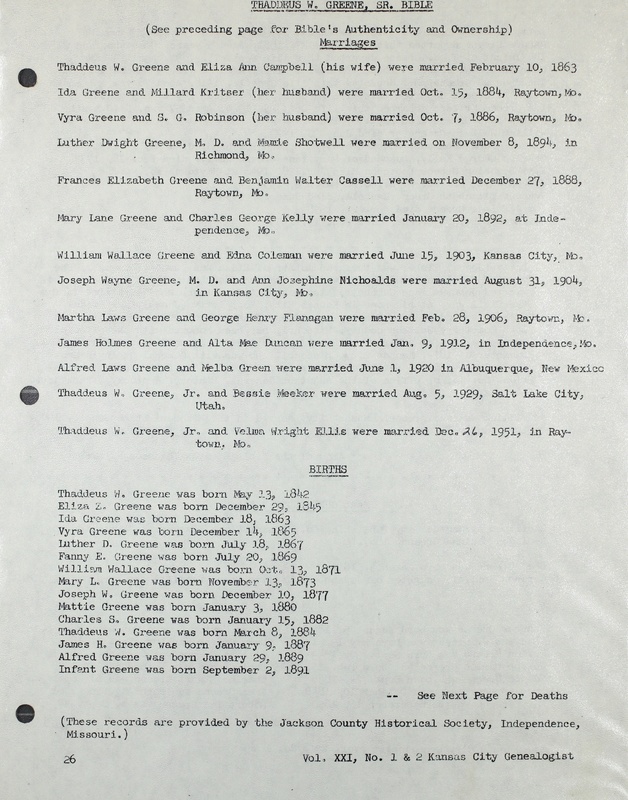 THADDEUS W. GREENE, SR. BIBLE
(See preceding page for Bible's Authenticity and Ownership)
Marriages
Thaddeus W. Greene and Eliza Ann Campbell (his wife) were married February 10, 1863
Ida Greene and Millard Kritser (her husband) were married Oct. 15, 1884, Raytown, Mo.
Vyra Greene and S. G. Robinson (her husband) were married Oct. 7, 1886, Raytown, Mo.
Luther Dwight Greene, M. D. and Mamie Shotwell were married on November 8, 1894, in
Richmond, Mo.
Frances Elizabeth Greene and Benjamin Walter Cassell were married December 27, 1888,
Raytown, Mo.
Mary Lane Greene and Charles George Kelly were married January 20, 1892, at Inde-
pendence, Mo.
William Wallace Greene and Edna Coleman were married June 15, 1903, Kansas City, Mo.
Joseph Wayne Greene, M. D. and Ann Josephine Nichoalds were married August 31, 1904,
in Kansas City, Mo.
Martha Laws Greene and George Henry Flanagan were married Feb. 28, 1906, Raytown, Mo.
James Holmes Greene and Alta Mae Duncan were married Jan. 9, 1912, in Independence, Mo.
Alfred Laws Greene and Melba Green were married June 1, 1920 in Albuquerque, New Mexico
Thaddeus W. Greene, Jr. and Bessie Meeker were married Aug. 5, 1929, Salt Lake City,
Utah.
Thaddeus W. Greene, Jr. and Velma Wright Ellis were married Dec. 26, 1951, in Ray-
town, Mo.
BIRTHS
Thaddeus W. Greene was born May 13, 1842
Eliza Z. Greene was born December 29, 1845
Ida Greene was born December 18, 1863
Vyra Greene was born December 14, 1865
Luther D. Greene was born July 18, 1867
Fanny E. Greene was born July 20, 1869
William Wallace Greene was born Oct. 13, 1871
Mary L. Greene was born November 13, 1873
Joseph W. Greene was born December 10, 1877
Mattie Greene was born January 3, 1880
Charles S. Greene was born January 15, 1882
Thaddeus W. Greene was born March 8, 1884
James H. Greene was born January 9, 1887
Alfred Greene was born January 29, 1889
Infant Greene was born September 2, 1891
-- See Next Page for Deaths
(These records are provided by the Jackson County Historical Society, Independence,
Missouri.)
26 Vol. XXI, No. 1 & 2 Kansas City Genealogist